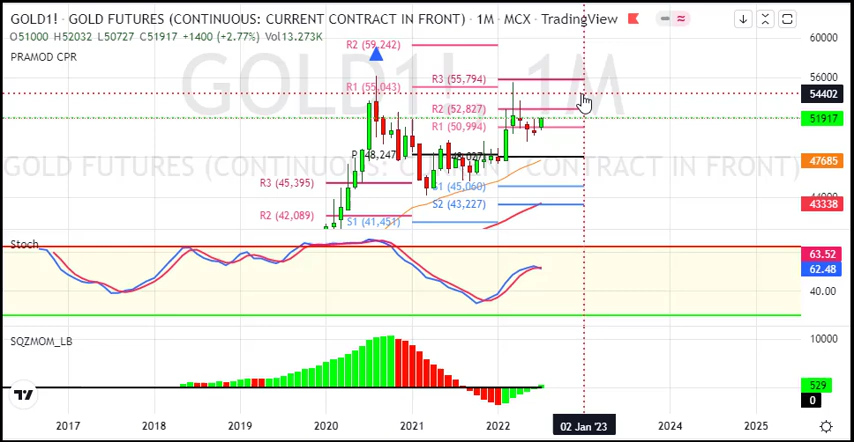 GOLD1! · GOLD FUTURES (CONTINUOUS: CURRENT CONTRACT IN FRONT) · 1M · MCX · TradingView
O51000 H52032 L50727 C51917 +1400 (+2.77%) Vol13.273K
PRAMOD CPR
GOLD1!, 1M
GOLD FUTURES (CONTINUOUS: CURRENT CONTRACT IN FRONT)
R2 (59,242)
R1 (55,043)
R3 (55,794)
R2 (52,827)
R1 (50,994)
P (48,247)
48,027)
R3 (45,395)
S1 (45,060)
S2 (43,227)
R2 (42,089)
S1 (41,451)
60000
56000
54402
51917
48000
47685
44000
43338
Stoch
63.52
62.48
40.00
SQZMOM_LB
10000
529
0
2017
2018
2019
2020
2021
2022
02 Jan '23
2024
2025